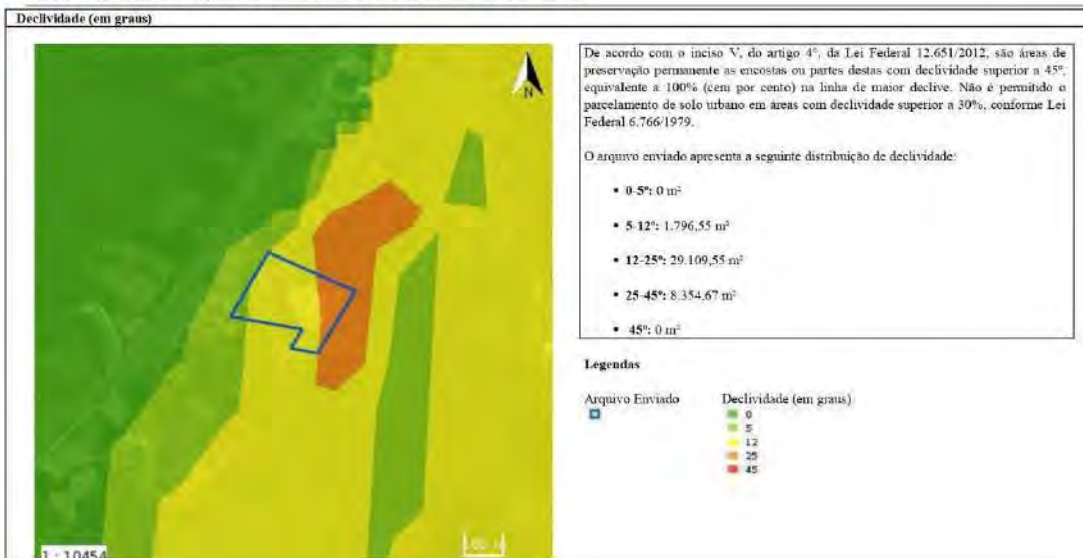 Declividade (em graus)
N
De acordo com o inciso V, do artigo 4º, da Lei Federal 12.651/2012, são áreas de
preservação permanente as encostas ou partes destas com declividade superior a 45º,
equivalente a 100% (cem por cento) na linha de maior declive. Não é permitido o
parcelamento de solo urbano em áreas com declividade superior a 30%, conforme Lei
Federal 6.766/1979.
O arquivo enviado apresenta a seguinte distribuição de declividade:
• 0-5º: 0 m²
• 5-12º: 1.796,55 m²
• 12-25º: 29.109,55 m²
• 25-45º: 8.354,67 m²
• 45º: 0 m²
Legendas
Arquivo Enviado
Declividade (em graus)
0
5
12
25
45
1 : 10454